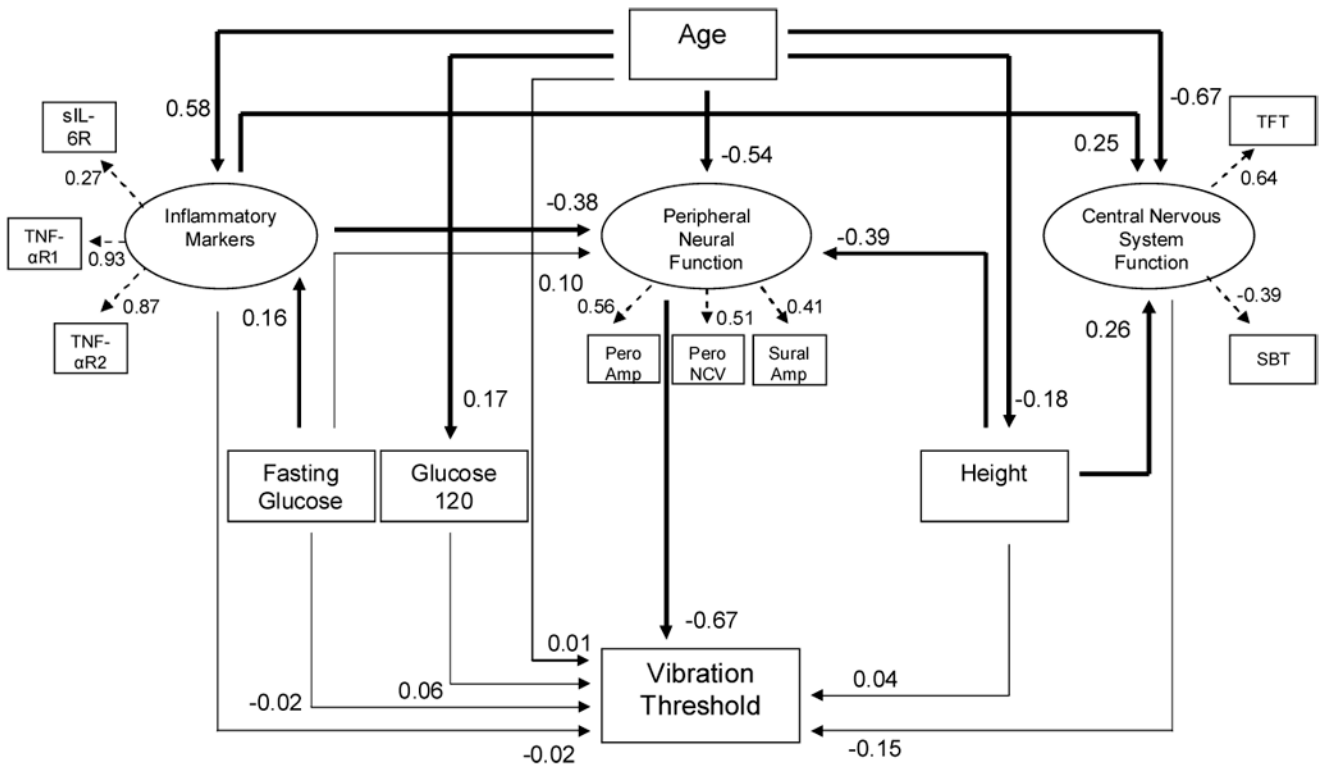 Age
0.58
-0.67
sIL-
6R
TFT
0.25
-0.54
0.27
0.64
Inflammatory
Markers
-0.38
Peripheral
Neural
Function
Central Nervous
System
Function
TNF-
αR1
0.93
-0.39
0.10
0.87
0.56
0.51
0.41
-0.39
0.16
0.26
TNF-
αR2
Pero
Amp
Pero
NCV
Sural
Amp
SBT
0.17
-0.18
Fasting
Glucose
Glucose
120
Height
-0.67
0.01
Vibration
Threshold
0.06
0.04
-0.02
-0.02
-0.15